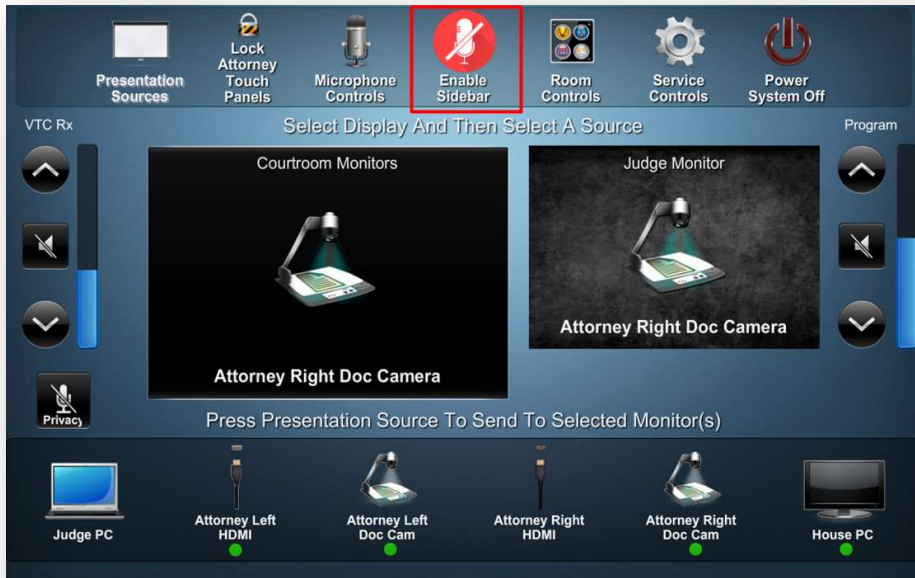 Presentation
Sources
Lock
Attorney
Touch
Panels
Microphone
Controls
Enable
Sidebar
Room
Controls
Service
Controls
Power
System Off
VTC Rx
Select Display And Then Select A Source
Program
Courtroom Monitors
Attorney Right Doc Camera
Judge Monitor
Attorney Right Doc Camera
Privacy
Press Presentation Source To Send To Selected Monitor(s)
Judge PC
Attorney Left
HDMI
Attorney Left
Doc Cam
Attorney Right
HDMI
Attorney Right
Doc Cam
House PC